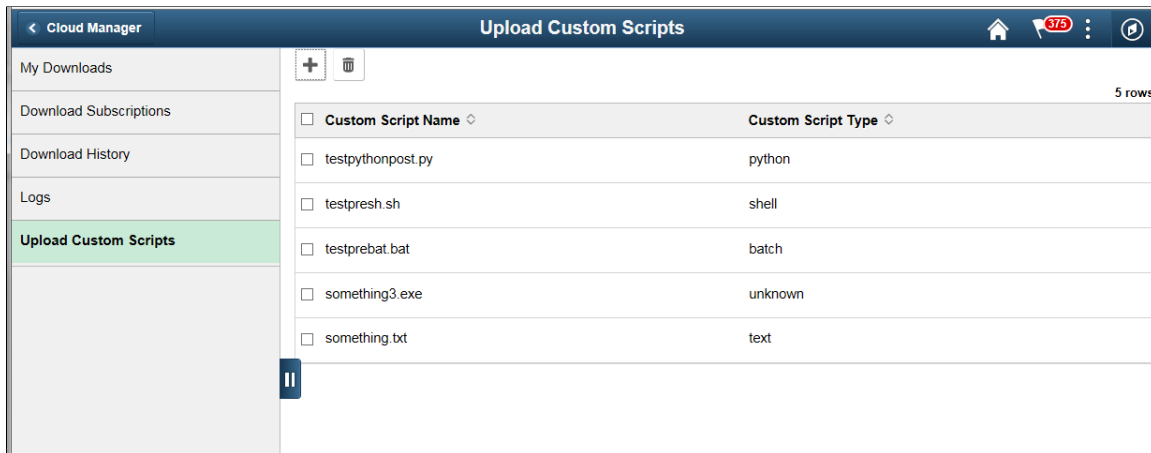 Cloud Manager
Upload Custom Scripts
375
My Downloads
Download Subscriptions
Download History
Logs
Upload Custom Scripts
5 rows
Custom Script Name
Custom Script Type
testpythonpost.py python
testpresh.sh shell
testprebat.bat batch
something3.exe unknown
something.txt text